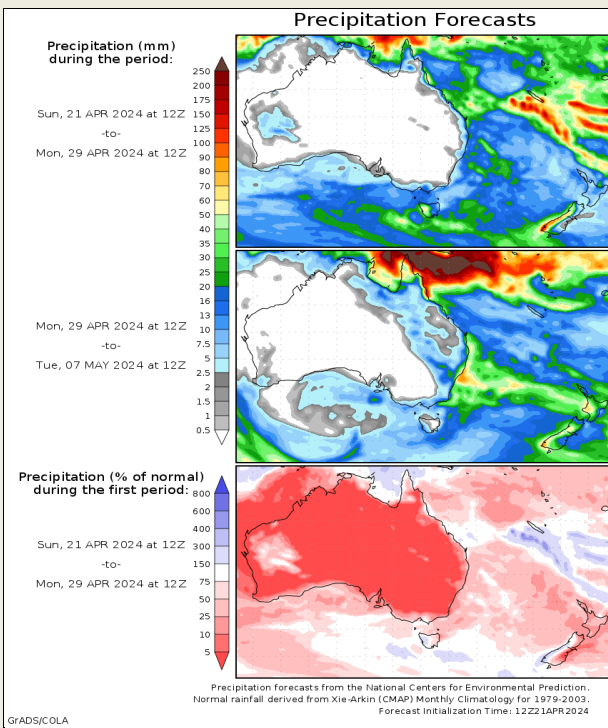 Precipitation Forecasts
Precipitation (mm)
during the period:
250
200
175
150
125
100
90
80
70
60
50
40
35
30
25
20
16
13
10
7.5
5
2.5
2
1.5
1
0.5
Sun, 21 APR 2024 at 12Z
-to-
Mon, 29 APR 2024 at 12Z
Mon, 29 APR 2024 at 12Z
-to-
Tue, 07 MAY 2024 at 12Z
Precipitation (% of normal)
during the first period:
800
600
400
300
150
75
50
25
10
5
Sun, 21 APR 2024 at 12Z
-to-
Mon, 29 APR 2024 at 12Z
Precipitation forecasts from the National Centers for Environmental Prediction.
Normal rainfall derived from Xie-Arkin (CMAP) Monthly Climatology for 1979-2003.
Forecast Initialization Time: 12Z21APR2024
GrADS/COLA